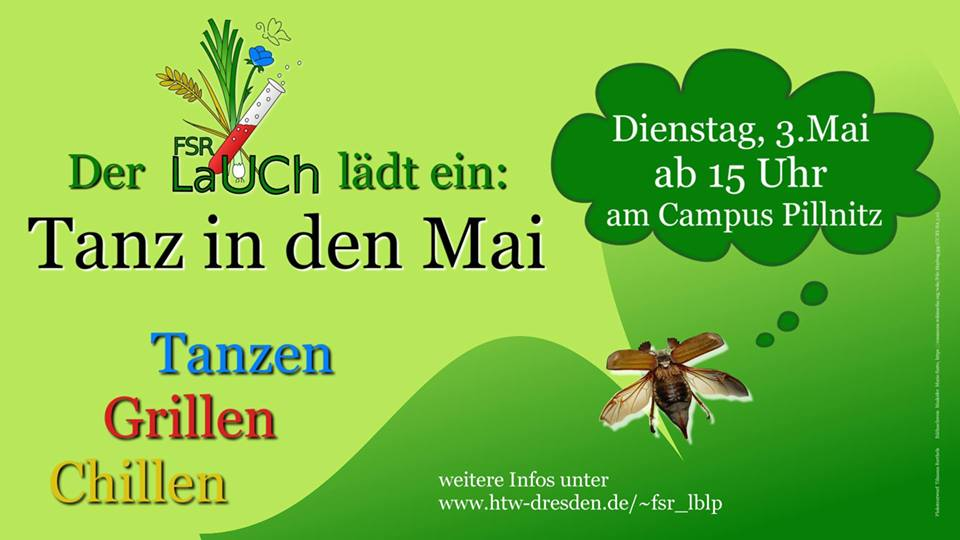 Der FSR LaUCh lädt ein:
Tanz in den Mai
Dienstag, 3.Mai
ab 15 Uhr
am Campus Pillnitz
Tanzen
Grillen
Chillen
weitere Infos unter
www.htw-dresden.de/~fsr_lblp